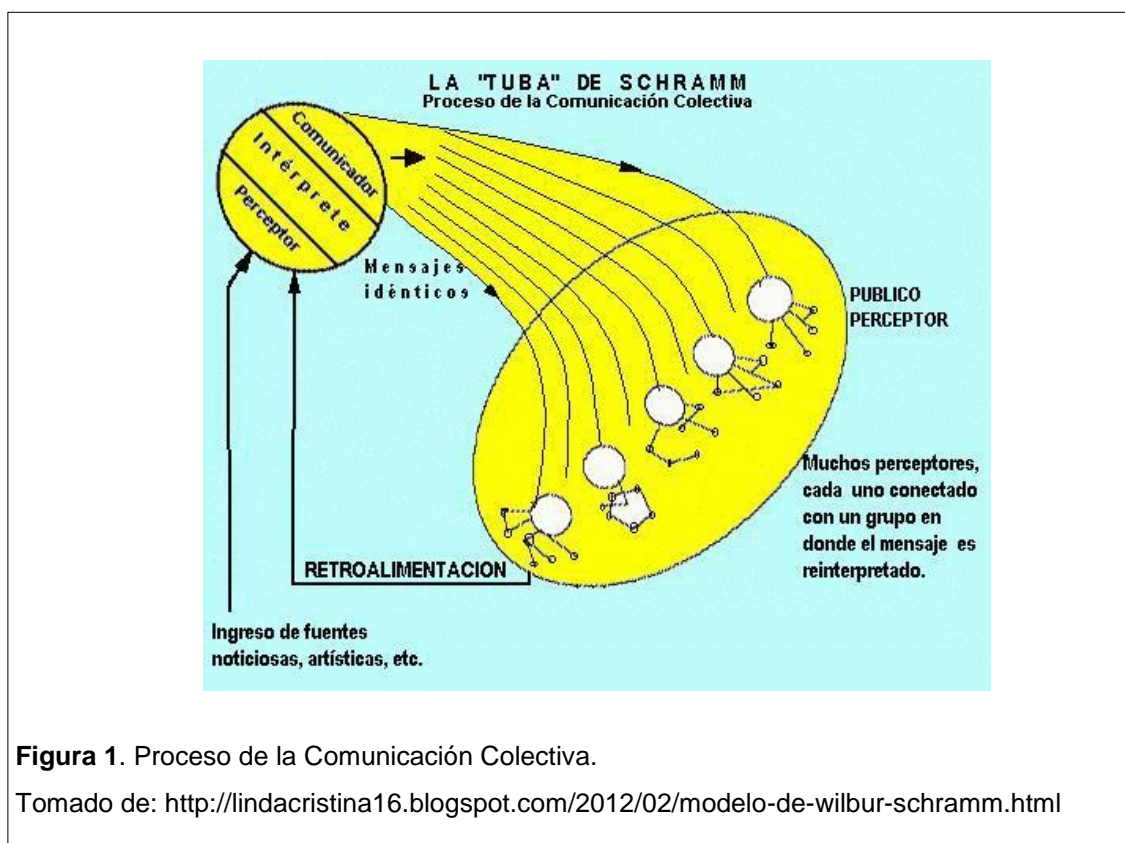 LA "TUBA" DE SCHRAMM
Proceso de la Comunicación Colectiva
Comunicador
Intérprete
Perceptor
Mensajes
idénticos
PUBLICO
PERCEPTOR
Muchos perceptores,
cada uno conectado
con un grupo en
donde el mensaje es
reinterpretado.
RETROALIMENTACION
Ingreso de fuentes
noticiosas, artísticas, etc.
Figura 1. Proceso de la Comunicación Colectiva.
Tomado de: http://lindacristina16.blogspot.com/2012/02/modelo-de-wilbur-schramm.html